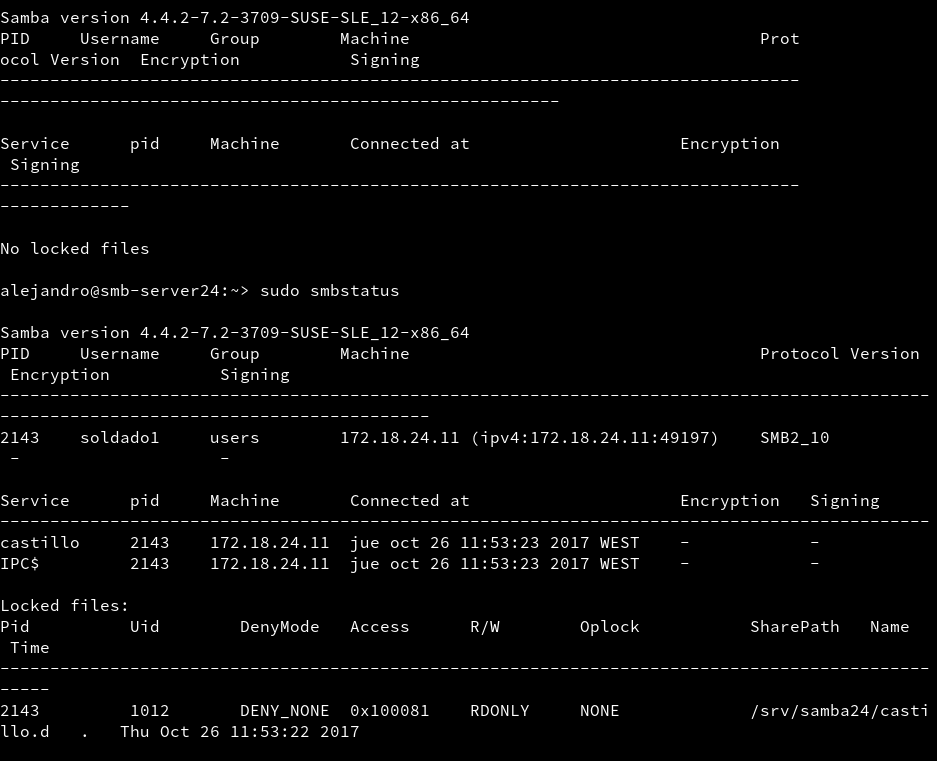 Samba version 4.4.2-7.2-3709-SUSE-SLE_12-x86_64
PID     Username     Group        Machine                                   Prot
ocol Version  Encryption           Signing
--------------------------------------------------------------------------------
--------------------------------------------------------
Service      pid     Machine       Connected at                     Encryption
 Signing
--------------------------------------------------------------------------------
-------------
No locked files
alejandro@smb-server24:~> sudo smbstatus
Samba version 4.4.2-7.2-3709-SUSE-SLE_12-x86_64
PID     Username     Group        Machine                                   Protocol Version
 Encryption           Signing
---------------------------------------------------------------------------------------------
-------------------------------------------
2143    soldado1     users        172.18.24.11 (ipv4:172.18.24.11:49197)    SMB2_10
 -                    -
Service      pid     Machine       Connected at                     Encryption   Signing
---------------------------------------------------------------------------------------------
castillo     2143    172.18.24.11  jue oct 26 11:53:23 2017 WEST    -            -
IPC$         2143    172.18.24.11  jue oct 26 11:53:23 2017 WEST    -            -
Locked files:
Pid          Uid        DenyMode   Access      R/W        Oplock           SharePath   Name
 Time
---------------------------------------------------------------------------------------------
-----
2143         1012       DENY_NONE  0x100081    RDONLY     NONE             /srv/samba24/casti
llo.d   .   Thu Oct 26 11:53:22 2017